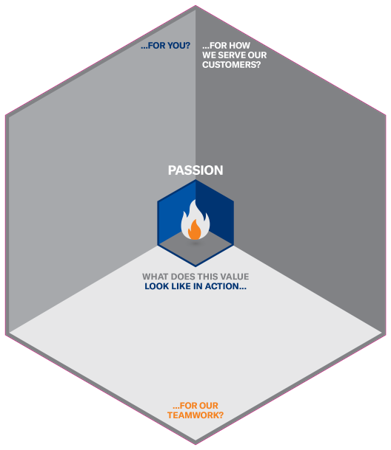 ...FOR YOU?
...FOR HOW
WE SERVE OUR
CUSTOMERS?
PASSION
WHAT DOES THIS VALUE
LOOK LIKE IN ACTION...
...FOR OUR
TEAMWORK?